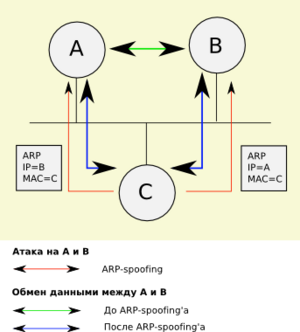 A
B
ARP
IP=B
MAC=C
ARP
IP=A
MAC=C
C
Атака на А и В
ARP-spoofing
Обмен данными между А и В
До ARP-spoofing'а
После ARP-spoofing'а